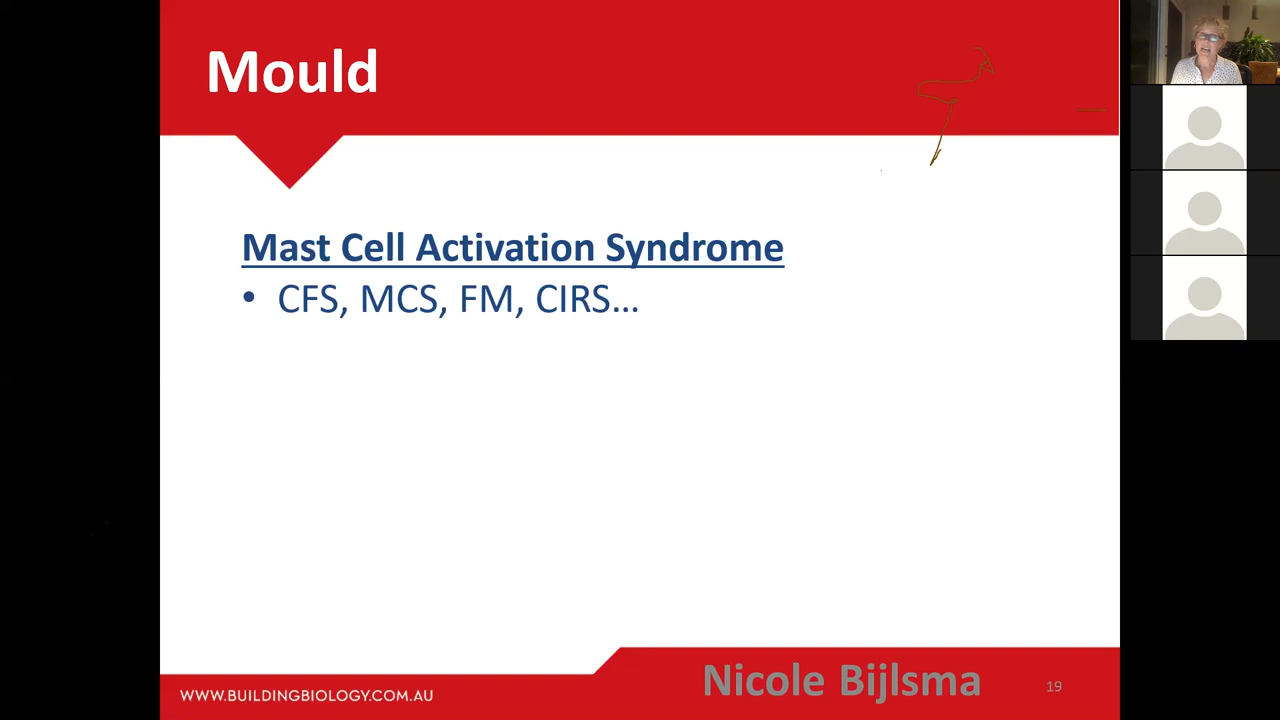 Mould
Mast Cell Activation Syndrome
• CFS, MCS, FM, CIRS...
WWW.BUILDINGBIOLOGY.COM.AU
Nicole Bijlsma
19